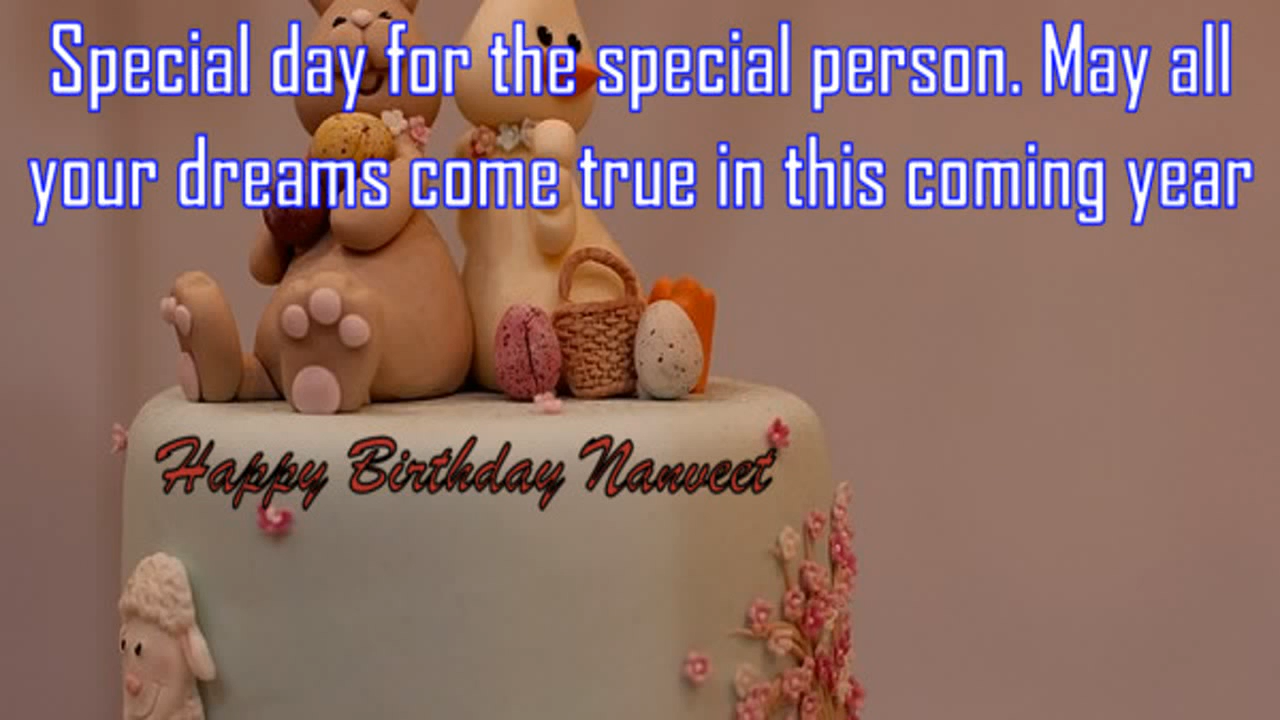 Special day for the special person. May all
your dreams come true in this coming year
Happy Birthday Nanveet